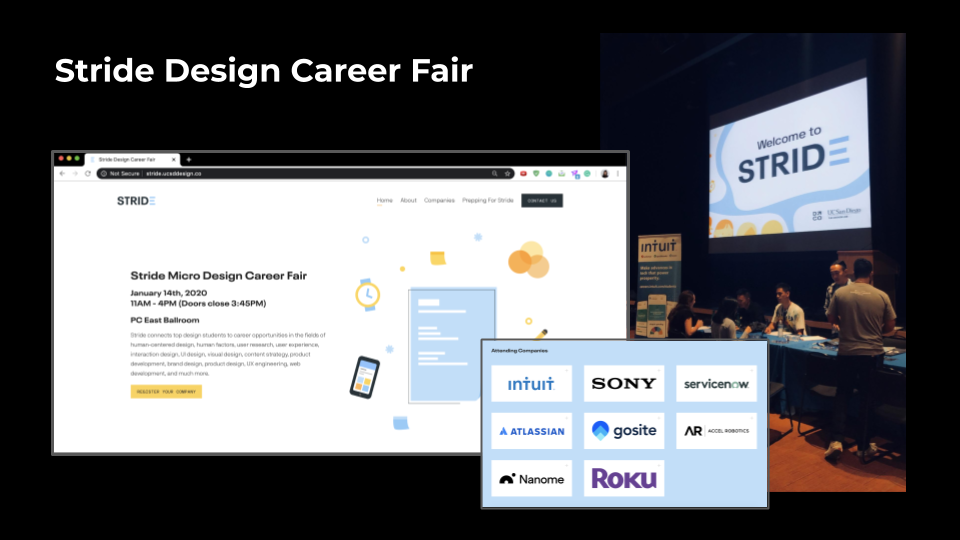 Stride Design Career Fair
Stride Design Career Fair
Not Secure | stride.ucsddesign.co
STRIDE
Home About Companies Prepping For Stride CONTACT US
Stride Micro Design Career Fair
January 14th, 2020
11AM - 4PM (Doors close 3:45PM)
PC East Ballroom
Stride connects top design students to career opportunities in the fields of
human-centered design, human factors, user research, user experience,
interaction design, UI design, visual design, content strategy, product
development, brand design, product design, UX engineering, web
development, and much more.
REGISTER YOUR COMPANY
Welcome to
STRIDE
UC San Diego
INTUIT
Attending Companies
INTUIT
SONY
servicenow
ATLASSIAN
gosite
AR | ACCEL ROBOTICS
Nanome
ROKU